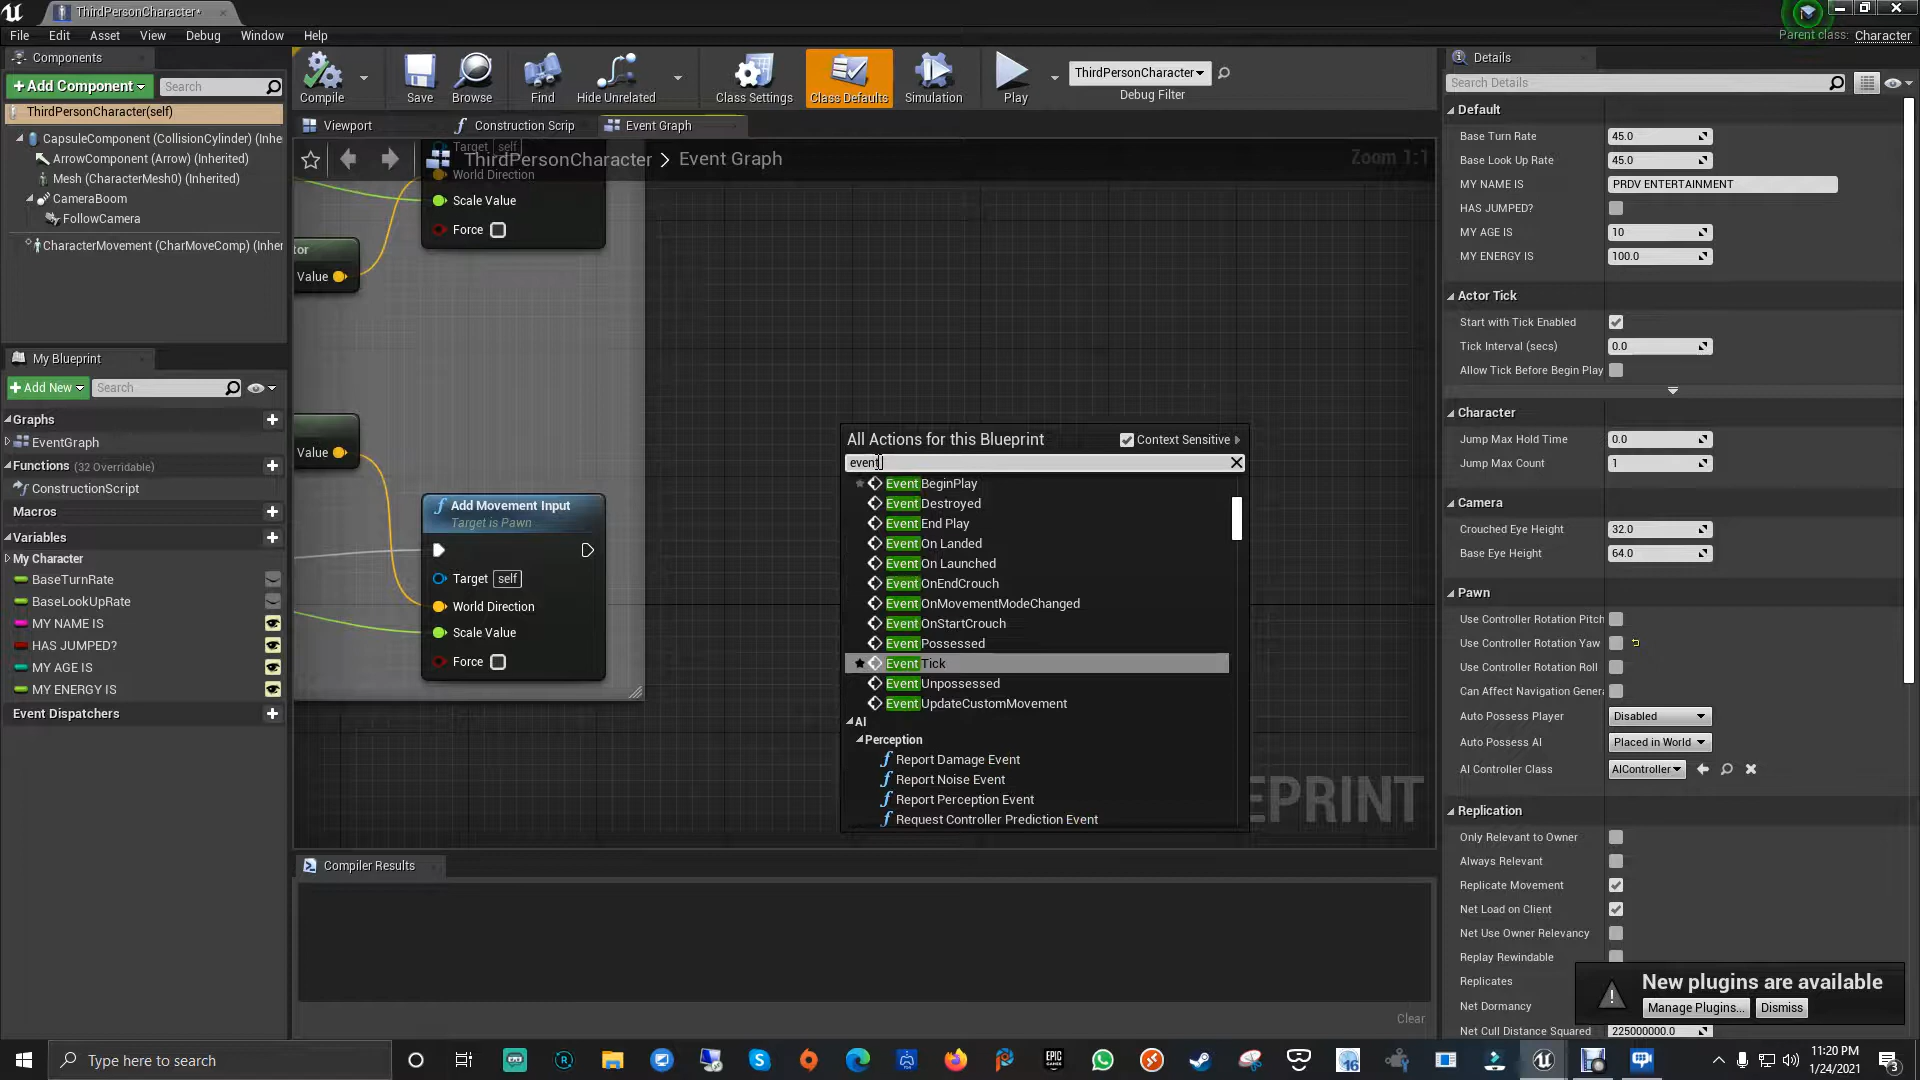 ThirdPersonCharacter*
File Edit Asset View Debug Window Help
Parent class: Character
Components
+Add Component
Search
ThirdPersonCharacter(self)
CapsuleComponent (CollisionCylinder) (Inhe
ArrowComponent (Arrow) (Inherited)
Mesh (CharacterMesh0) (Inherited)
CameraBoom
FollowCamera
CharacterMovement (CharMoveComp) (Inher
My Blueprint
+Add New
Search
Graphs
EventGraph
Functions (32 Overridable)
ConstructionScript
Macros
Variables
My Character
BaseTurnRate
BaseLookUpRate
MY NAME IS
HAS JUMPED?
MY AGE IS
MY ENERGY IS
Event Dispatchers
Compile
Save
Browse
Find
Hide Unrelated
Class Settings
Class Defaults
Simulation
Play
ThirdPersonCharacter
Debug Filter
Viewport
Construction Scrip
Event Graph
ThirdPersonCharacter > Event Graph
Zoom 1:1
Target self
World Direction
Scale Value
Force
tor
Value
Value
Add Movement Input
Target is Pawn
Target self
World Direction
Scale Value
Force
All Actions for this Blueprint
Context Sensitive
event
Event BeginPlay
Event Destroyed
Event End Play
Event On Landed
Event On Launched
Event OnEndCrouch
Event OnMovementModeChanged
Event OnStartCrouch
Event Possessed
Event Tick
Event Unpossessed
Event UpdateCustomMovement
AI
Perception
Report Damage Event
Report Noise Event
Report Perception Event
Request Controller Prediction Event
EPRINT
Compiler Results
Clear
Details
Search Details
Default
Base Turn Rate 45.0
Base Look Up Rate 45.0
MY NAME IS PRDV ENTERTAINMENT
HAS JUMPED?
MY AGE IS 10
MY ENERGY IS 100.0
Actor Tick
Start with Tick Enabled
Tick Interval (secs) 0.0
Allow Tick Before Begin Play
Character
Jump Max Hold Time 0.0
Jump Max Count 1
Camera
Crouched Eye Height 32.0
Base Eye Height 64.0
Pawn
Use Controller Rotation Pitch
Use Controller Rotation Yaw
Use Controller Rotation Roll
Can Affect Navigation Genera
Auto Possess Player Disabled
Auto Possess AI Placed in World
AI Controller Class AIController
Replication
Only Relevant to Owner
Always Relevant
Replicate Movement
Net Load on Client
Net Use Owner Relevancy
Replay Rewindable
Replicates
Net Dormancy
Net Cull Distance Squared 225000000.0
New plugins are available
Manage Plugins...
Dismiss
Type here to search
EPIC GAMES
16
11:20 PM
1/24/2021
3